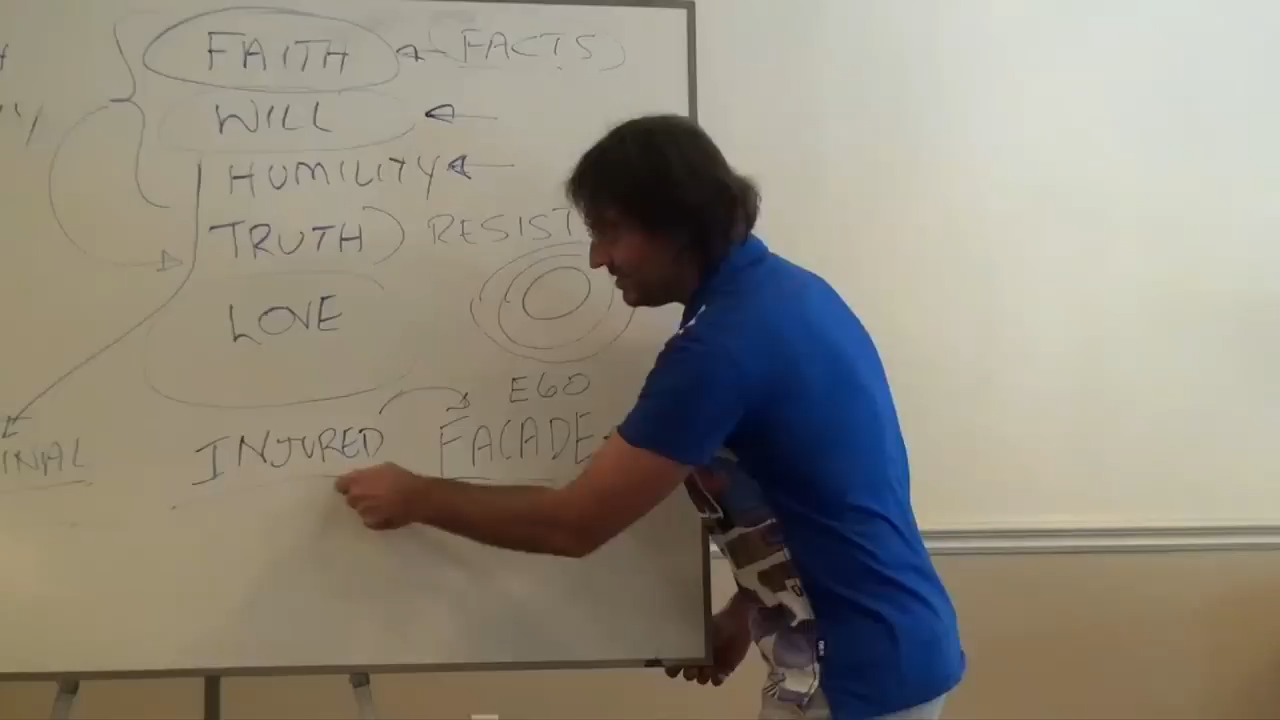 FAITH (FACTS)
WILL
HUMILITY
TRUTH) RESIST
LOVE
EGO
INAL INJURED FACADE